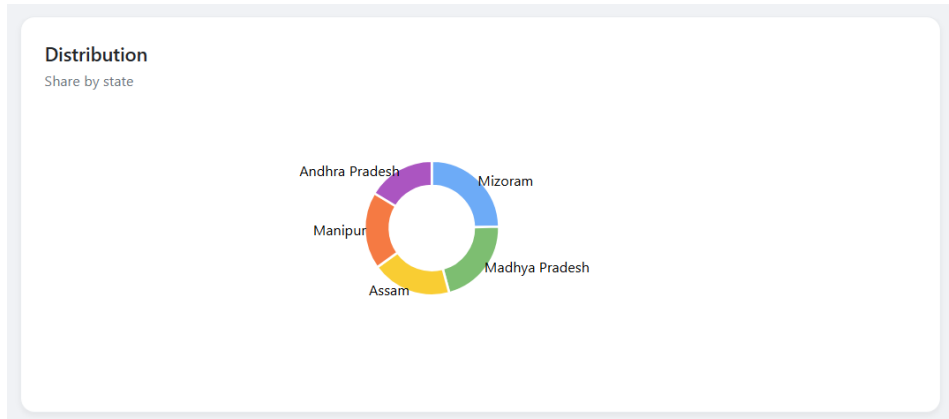 Distribution
Share by state
Andhra Pradesh
Mizoram
Manipur
Madhya Pradesh
Assam